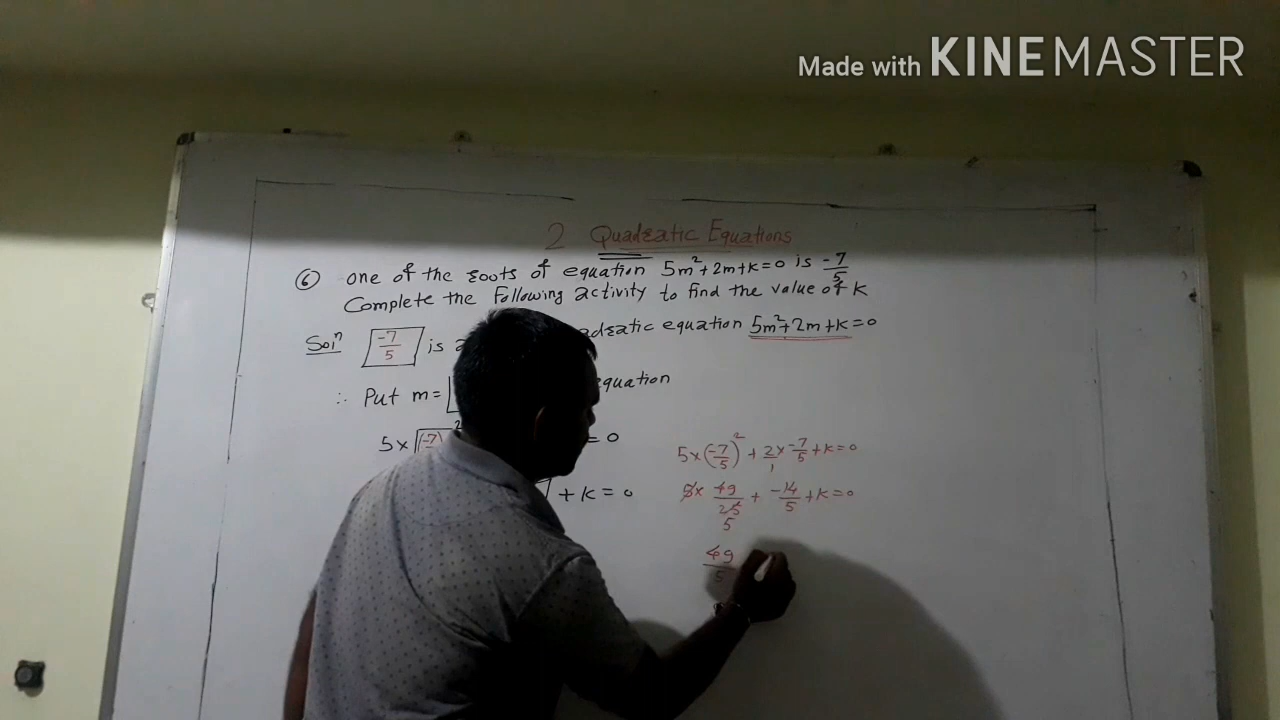 Made with KINEMASTER
2 Quadratic Equations
⑥ one of the roots of equation 5m²+2m+k=0 is -7/5
Complete the following activity to find the value of k
Solⁿ -7/5 is quadratic equation 5m²+2m+k=0
∴ Put m= equation
5× (-7)² = 0
+ k = 0
5×(-7/5)² + 2/1 × -7/5 + k = 0
5× 49/25 + -14/5 + k = 0
5
49/5